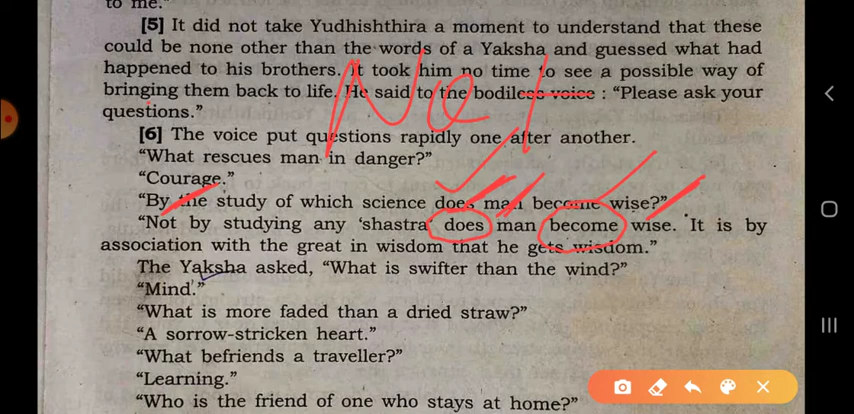 to me."
[5] It did not take Yudhishthira a moment to understand that these
could be none other than the words of a Yaksha and guessed what had
happened to his brothers. It took him no time to see a possible way of
bringing them back to life. He said to the bodiless voice : "Please ask your
questions."
[6] The voice put questions rapidly one after another.
"What rescues man in danger?"
"Courage."
"By the study of which science does man become wise?"
"Not by studying any 'shastra does man become wise. It is by
association with the great in wisdom that he gets wisdom."
The Yaksha asked, "What is swifter than the wind?"
"Mind."
"What is more faded than a dried straw?"
"A sorrow-stricken heart."
"What befriends a traveller?"
"Learning."
"Who is the friend of one who stays at home?"
Not